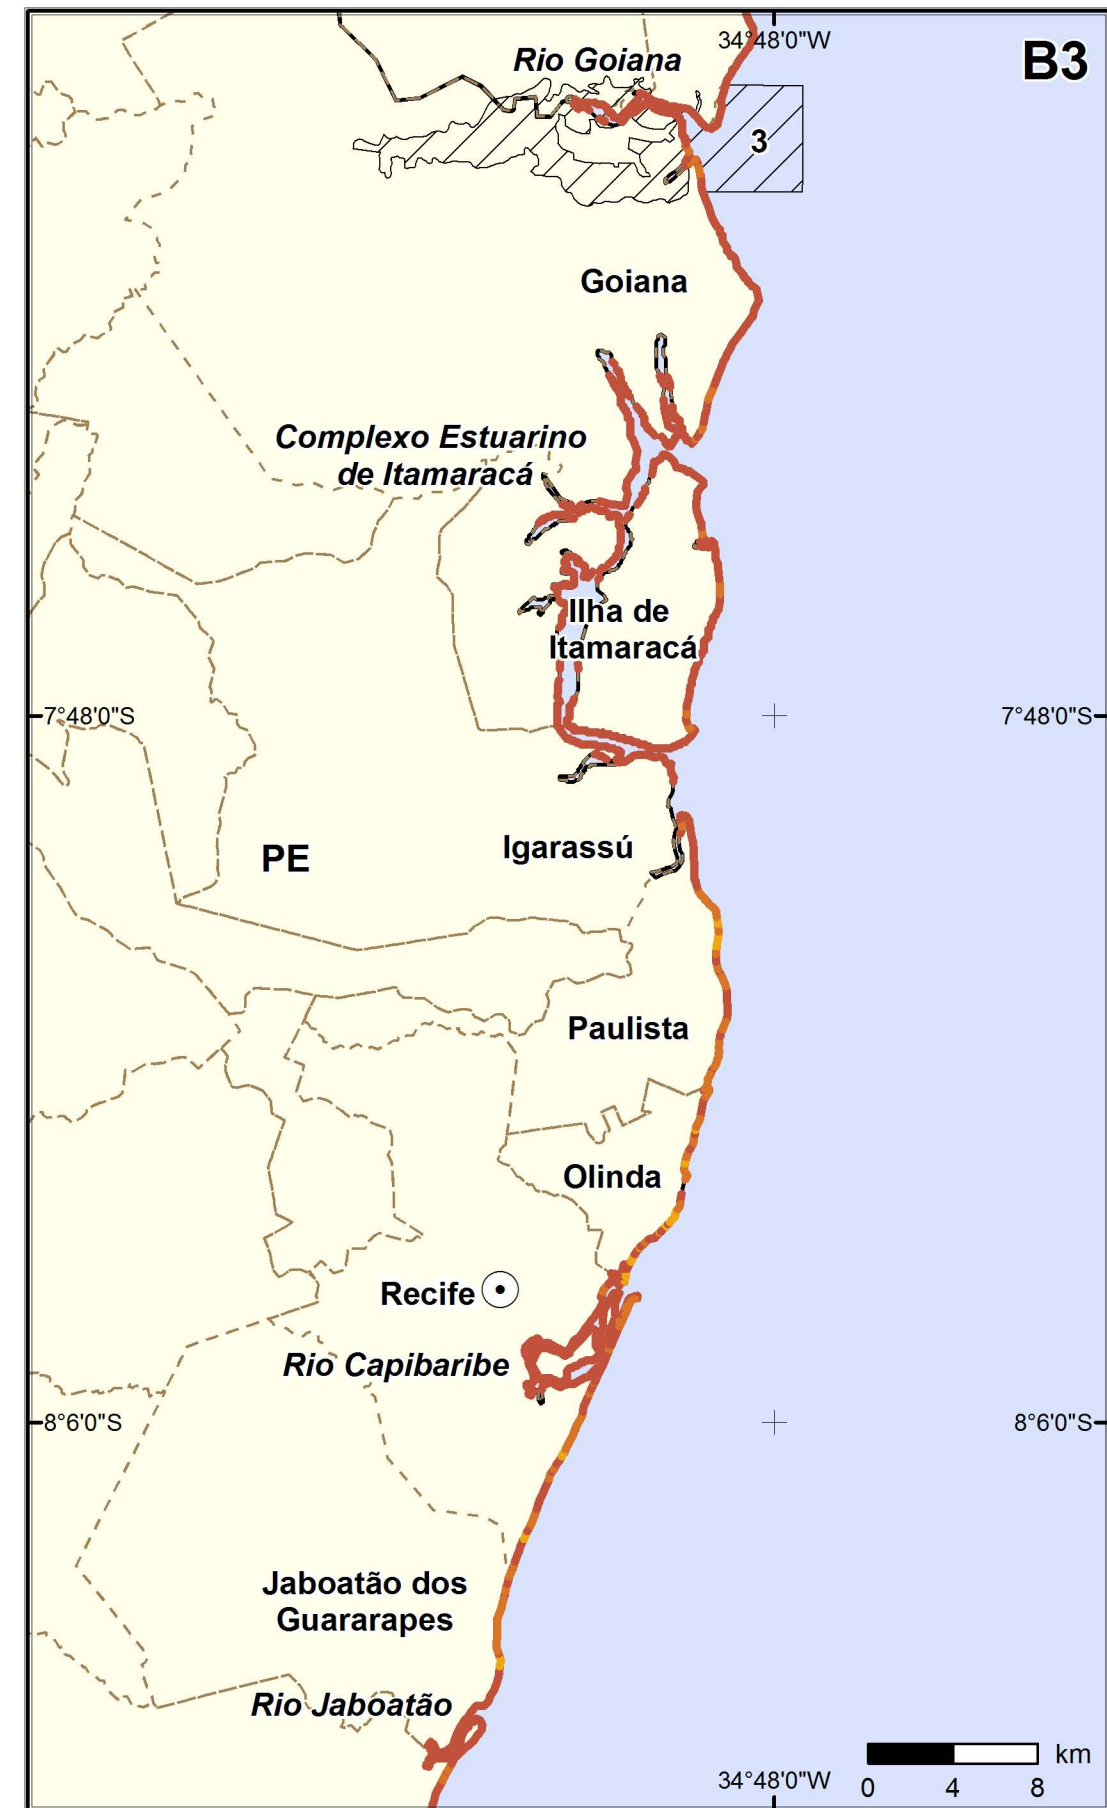 34°48'0"W
B3
Rio Goiana
3
Goiana
Complexo Estuarino
de Itamaracá
Ilha de
Itamaracá
7°48'0"S
7°48'0"S
Igarassú
PE
Paulista
Olinda
Recife
Rio Capibaribe
8°6'0"S
8°6'0"S
Jaboatão dos
Guararapes
Rio Jaboatão
34°48'0"W
km
0 4 8